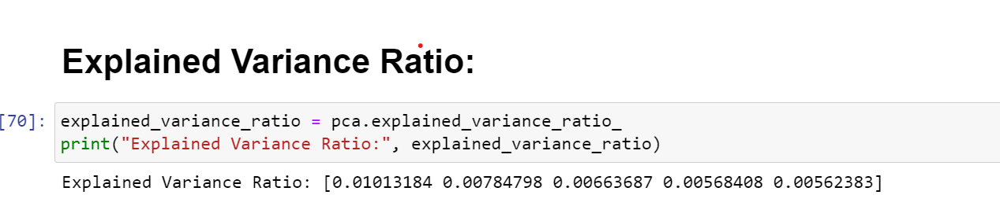 Explained Variance Ratio:
[70]: explained_variance_ratio = pca.explained_variance_ratio_
print("Explained Variance Ratio:", explained_variance_ratio)
Explained Variance Ratio: [0.01013184 0.00784798 0.00663687 0.00568408 0.00562383]